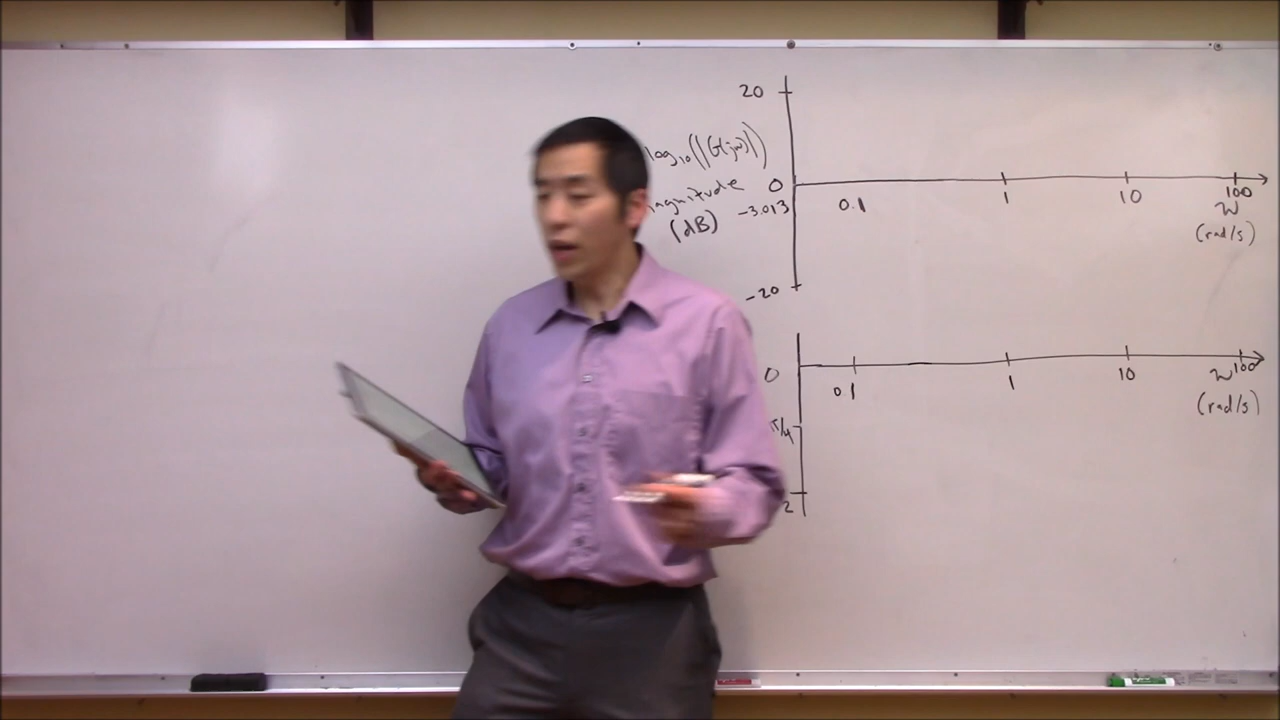 20
log10(|G(jω)|)
magnitude
(dB)
0
-3.013
-20
0.1
1
10
100
ω
(rad/s)
0
π/4
2
0.1
1
10
100
ω
(rad/s)